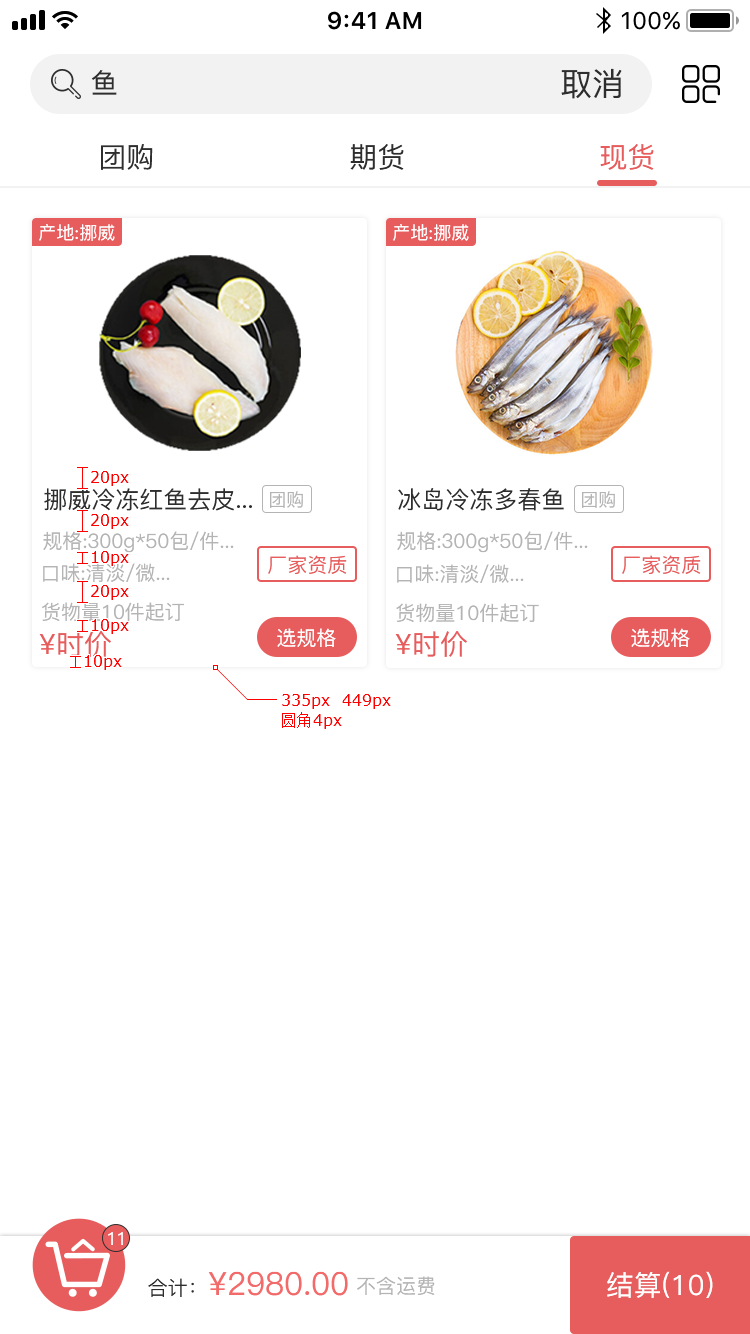 9:41 AM
100%
鱼
取消
团购
期货
现货
产地:挪威
产地:挪威
20px
挪威冷冻红鱼去皮...
团购
冰岛冷冻多春鱼
团购
20px
规格:300g*50包/件...
规格:300g*50包/件...
10px
厂家资质
厂家资质
口味:清淡/微...
口味:清淡/微...
20px
货物量10件起订
货物量10件起订
10px
¥时价
选规格
¥时价
选规格
10px
335px 449px
圆角4px
11
合计：¥2980.00 不含运费
结算(10)